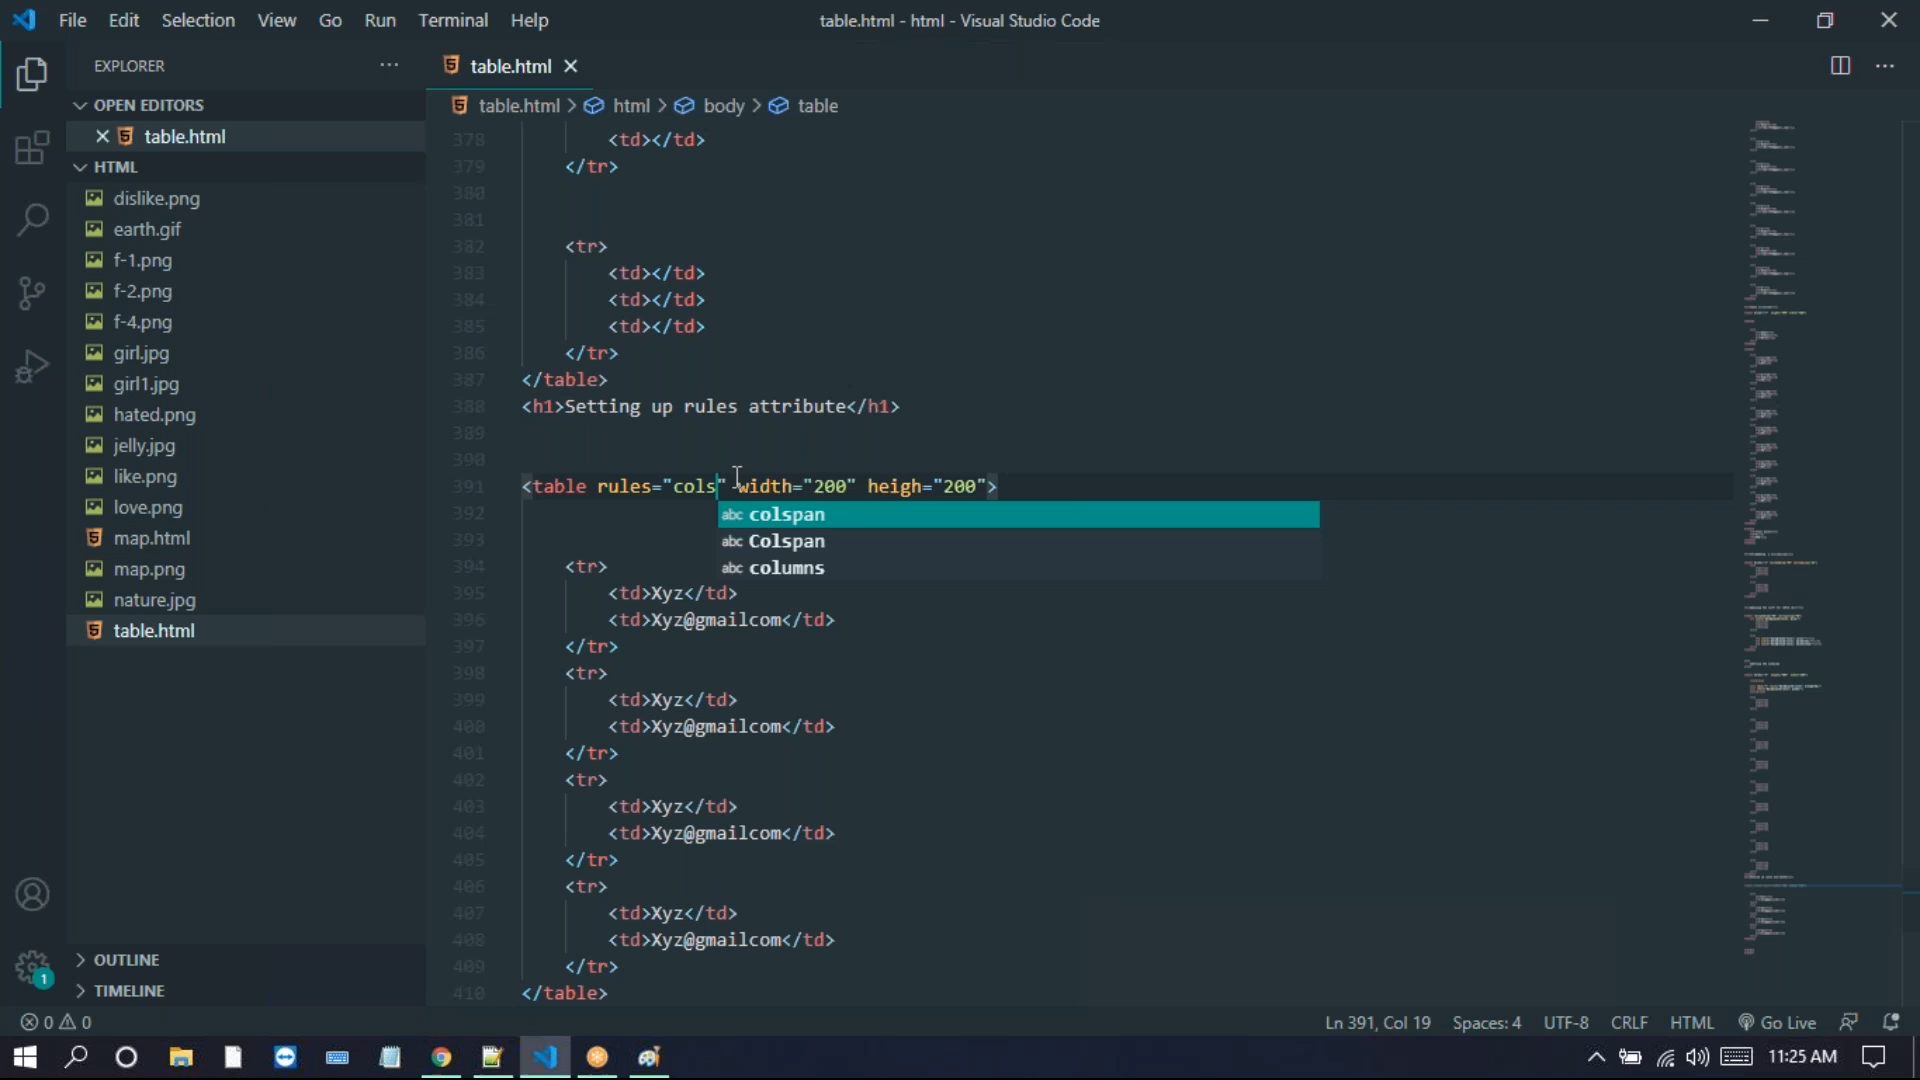 File Edit Selection View Go Run Terminal Help
table.html - html - Visual Studio Code
EXPLORER
table.html
OPEN EDITORS
table.html
HTML
dislike.png
earth.gif
f-1.png
f-2.png
f-4.png
girl.jpg
girl1.jpg
hated.png
jelly.jpg
like.png
love.png
map.html
map.png
nature.jpg
table.html
OUTLINE
TIMELINE
table.html > html > body > table
378 <td></td>
379 </tr>
380
381
382 <tr>
383 <td></td>
384 <td></td>
385 <td></td>
386 </tr>
387 </table>
388 <h1>Setting up rules attribute</h1>
389
390
391 <table rules="cols" width="200" heigh="200">
392
393
abc colspan
abc Colspan
abc columns
394 <tr>
395 <td>Xyz</td>
396 <td>Xyz@gmailcom</td>
397 </tr>
398 <tr>
399 <td>Xyz</td>
400 <td>Xyz@gmailcom</td>
401 </tr>
402 <tr>
403 <td>Xyz</td>
404 <td>Xyz@gmailcom</td>
405 </tr>
406 <tr>
407 <td>Xyz</td>
408 <td>Xyz@gmailcom</td>
409 </tr>
410 </table>
1
0 0
Ln 391, Col 19 Spaces: 4 UTF-8 CRLF HTML Go Live
11:25 AM